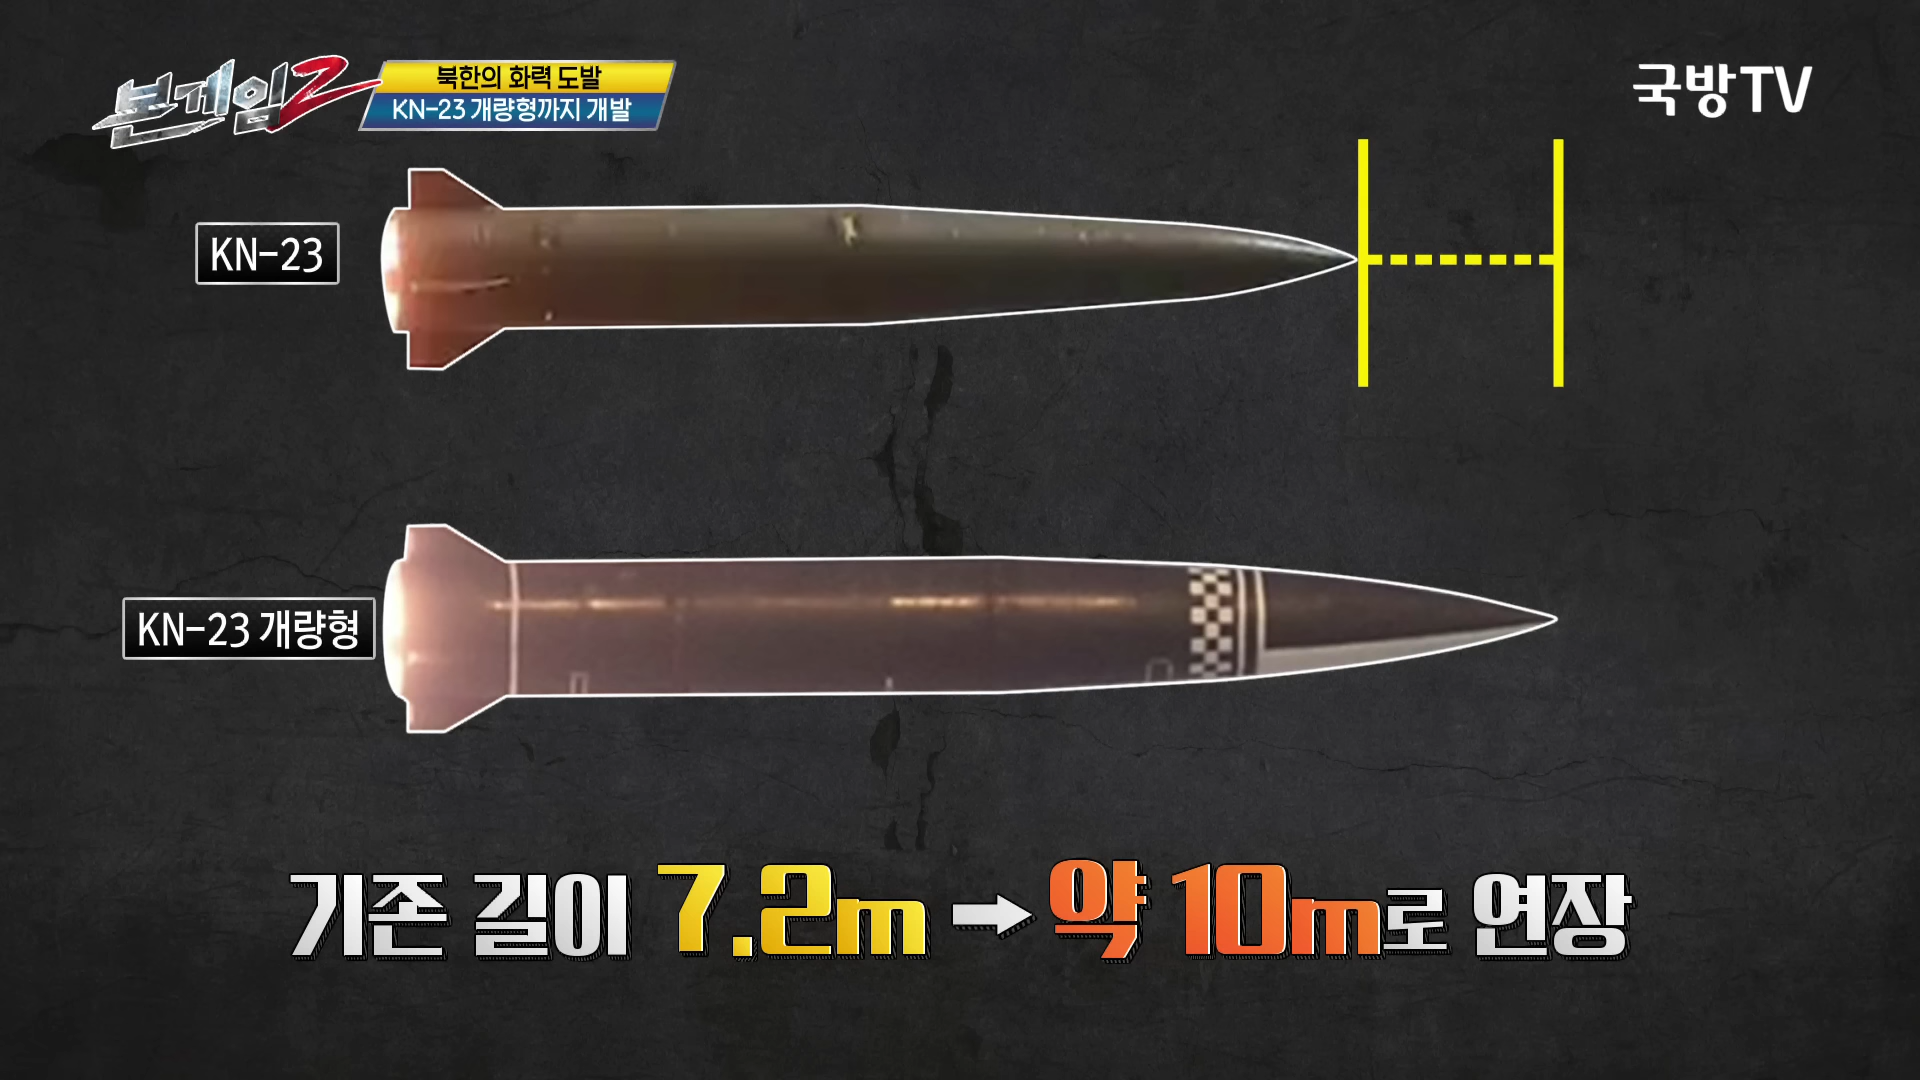 본게임2
북한의 화력 도발
KN-23 개량형까지 개발
국방TV
KN-23
KN-23 개량형
기존 길이 7.2m → 약 10m로 연장